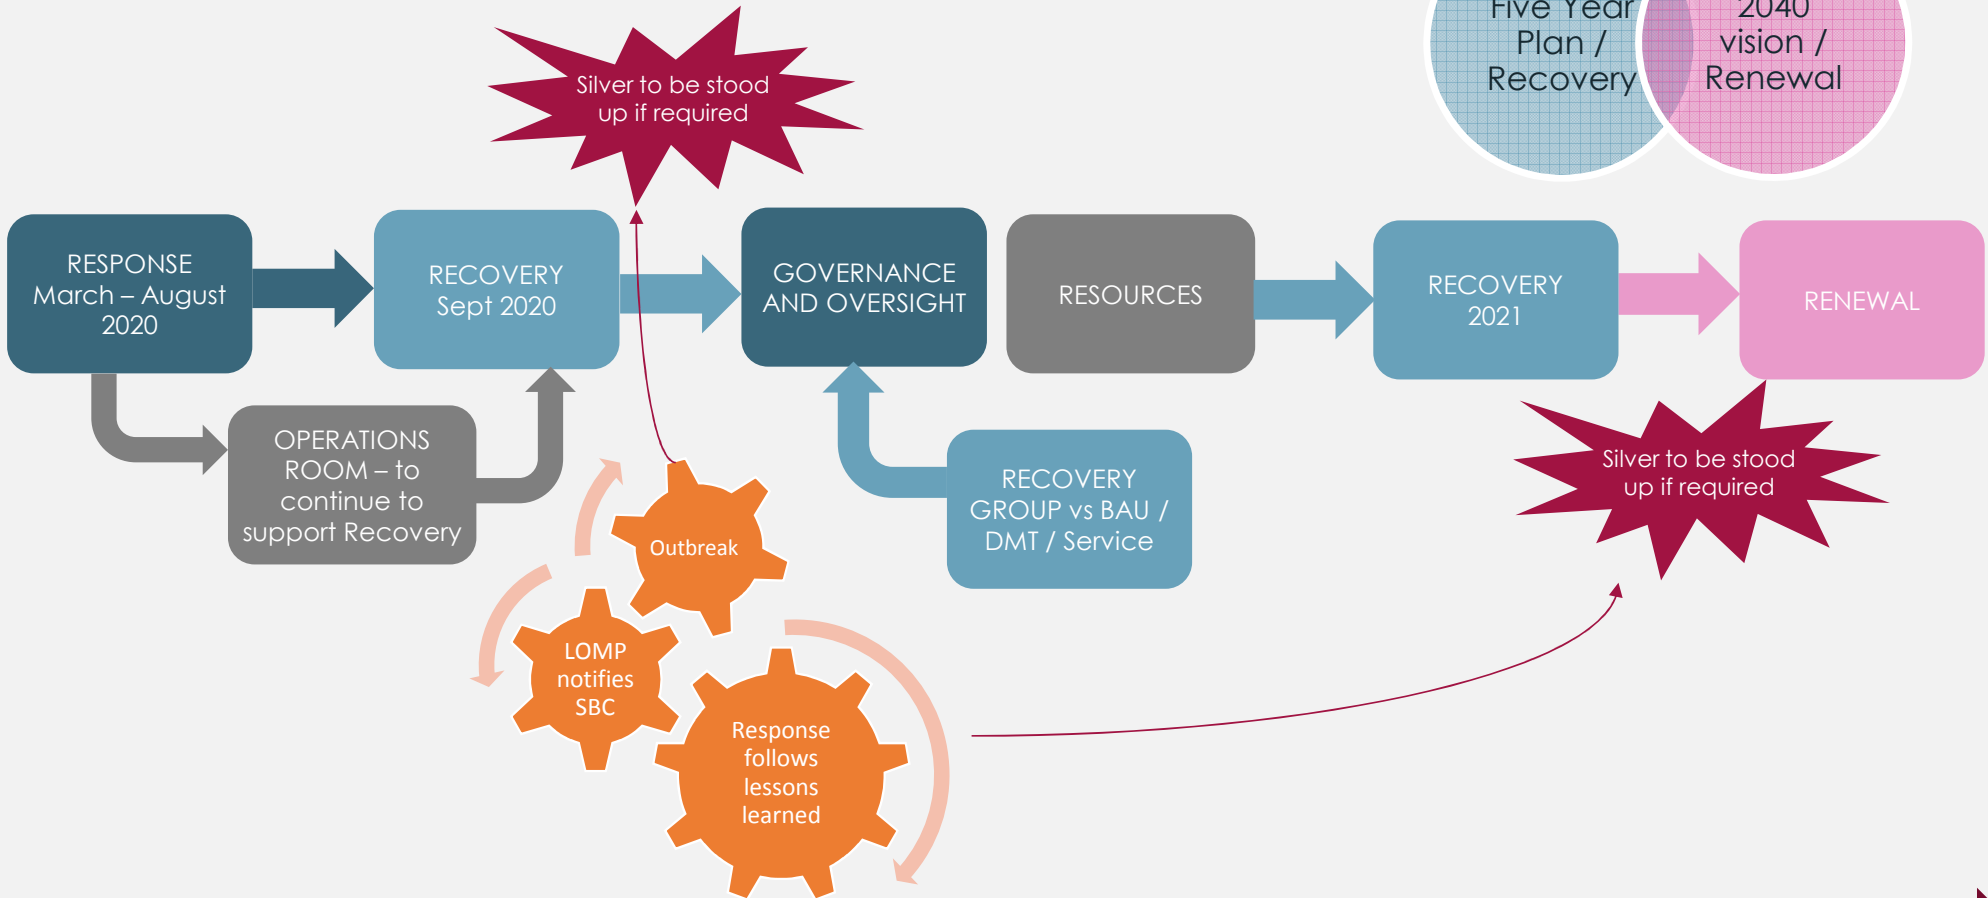 Five Year
Plan /
Recovery
2040
vision /
Renewal
Silver to be stood
up if required
RESPONSE
March – August
2020
RECOVERY
Sept 2020
GOVERNANCE
AND OVERSIGHT
RESOURCES
RECOVERY
2021
RENEWAL
OPERATIONS
ROOM – to
continue to
support Recovery
RECOVERY
GROUP vs BAU /
DMT / Service
Silver to be stood
up if required
Outbreak
LOMP
notifies
SBC
Response
follows
lessons
learned